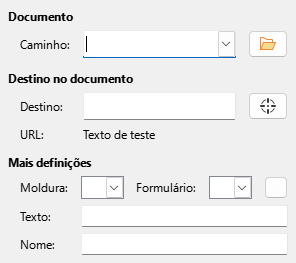 Documento
Caminho:
Destino no documento
Destino:
URL: Texto de teste
Mais definições
Moldura: Formulário:
Texto:
Nome: